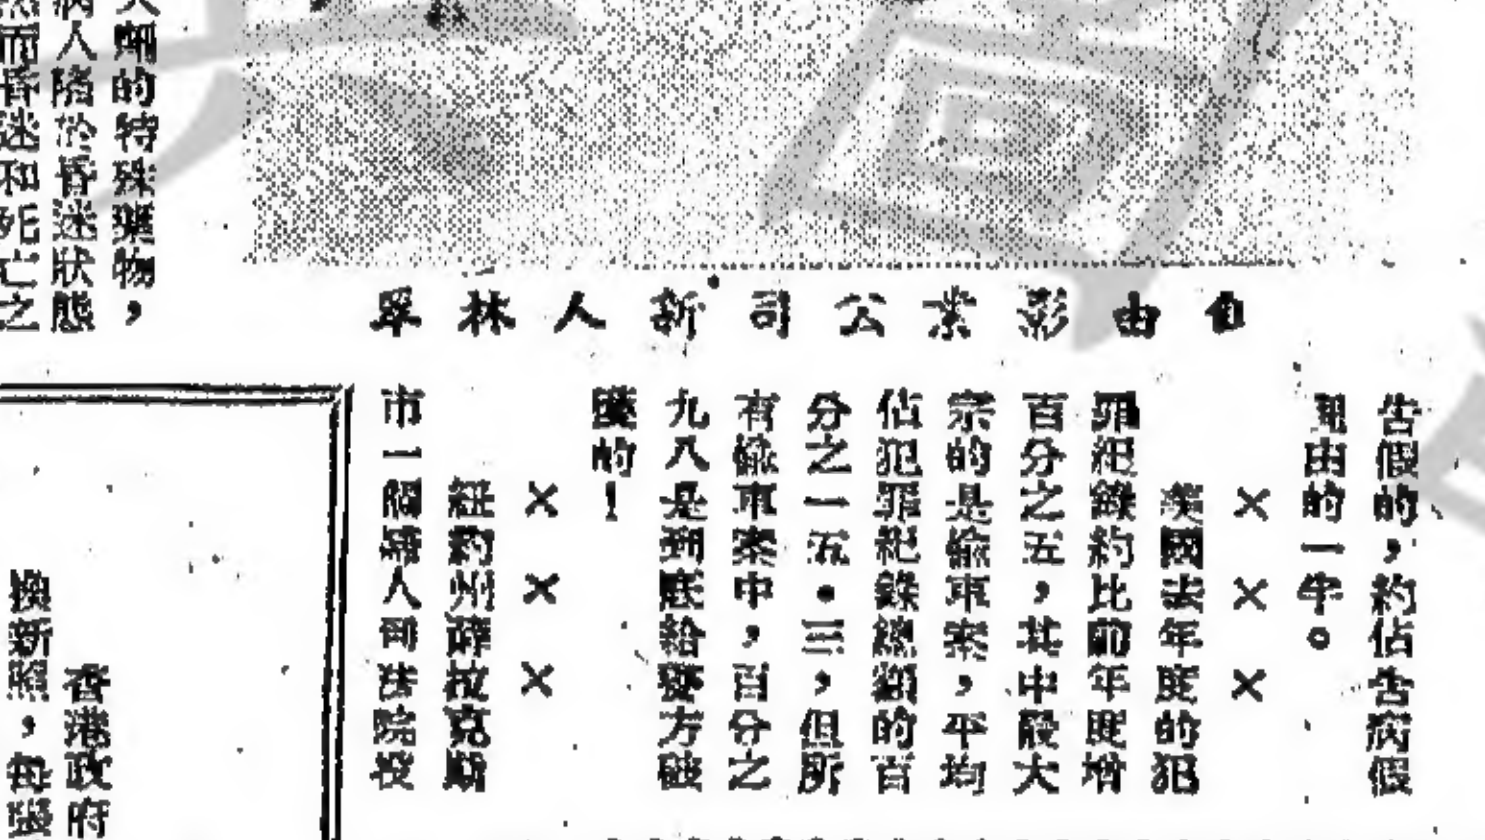 自由影業公司新人林翠
告假的，約佔告病假
理由的一半。
×××
美國去年度的犯
罪紀錄約比前年度增
百分之五，其中最大
宗的是偷車案，平均
佔犯罪紀錄總額的百
分之一五・三，但所
有偷車案中，百分之
九八是到底給警方破
獲的！
×××
紐約州薛拉克斯
市一個婦人到法院投
的特殊藥物，
病人陷於昏迷狀態
而昏迷和死亡之
香港政府
換新照，每張